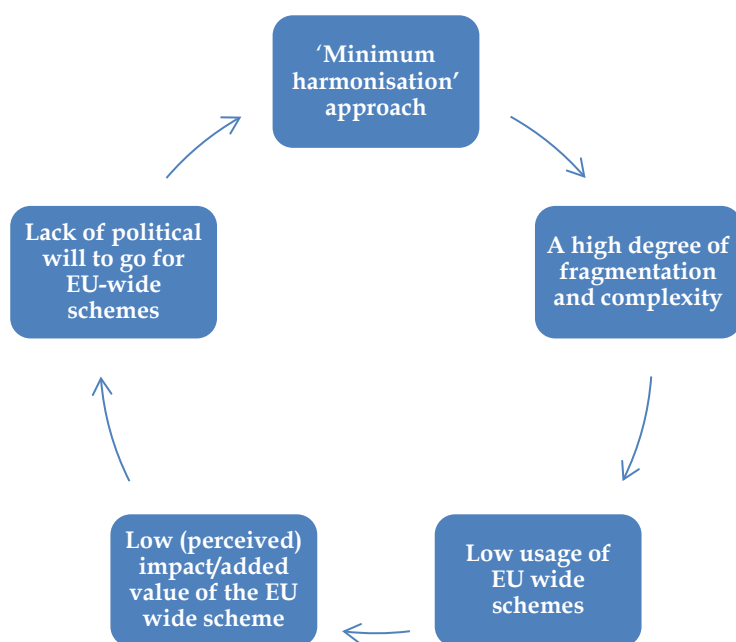 ‘Minimum
harmonisation’
approach
A high degree of
fragmentation
and complexity
Low usage of
EU wide
schemes
Low (perceived)
impact/added
value of the EU
wide scheme
Lack of political
will to go for
EU-wide
schemes